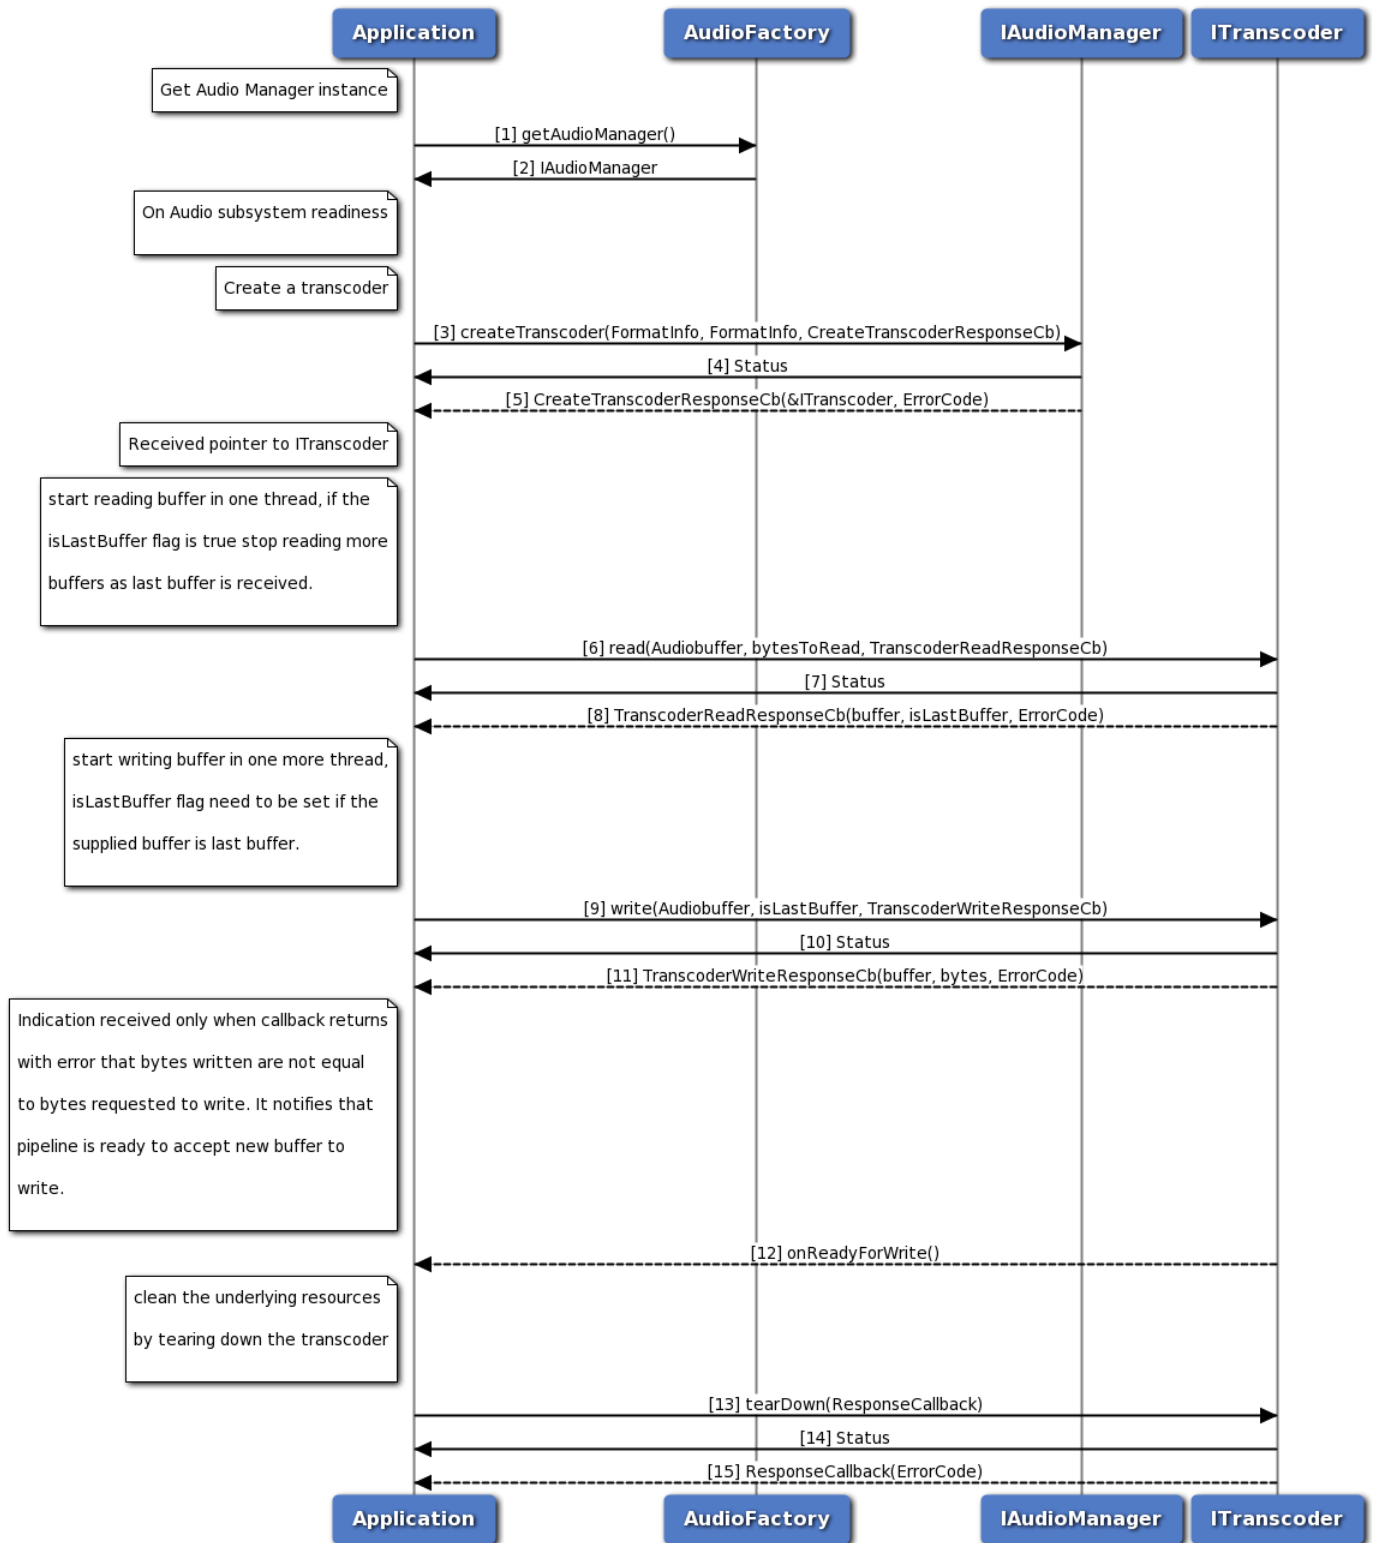 Application AudioFactory IAudioManager ITranscoder
Get Audio Manager instance
[1] getAudioManager()
[2] IAudioManager
On Audio subsystem readiness
Create a transcoder
[3] createTranscoder(FormatInfo, FormatInfo, CreateTranscoderResponseCb)
[4] Status
[5] CreateTranscoderResponseCb(&ITranscoder, ErrorCode)
Received pointer to ITranscoder
start reading buffer in one thread, if the
isLastBuffer flag is true stop reading more
buffers as last buffer is received.
[6] read(Audiobuffer, bytesToRead, TranscoderReadResponseCb)
[7] Status
[8] TranscoderReadResponseCb(buffer, isLastBuffer, ErrorCode)
start writing buffer in one more thread,
isLastBuffer flag need to be set if the
supplied buffer is last buffer.
[9] write(Audiobuffer, isLastBuffer, TranscoderWriteResponseCb)
[10] Status
[11] TranscoderWriteResponseCb(buffer, bytes, ErrorCode)
Indication received only when callback returns
with error that bytes written are not equal
to bytes requested to write. It notifies that
pipeline is ready to accept new buffer to
write.
[12] onReadyForWrite()
clean the underlying resources
by tearing down the transcoder
[13] tearDown(ResponseCallback)
[14] Status
[15] ResponseCallback(ErrorCode)
Application AudioFactory IAudioManager ITranscoder